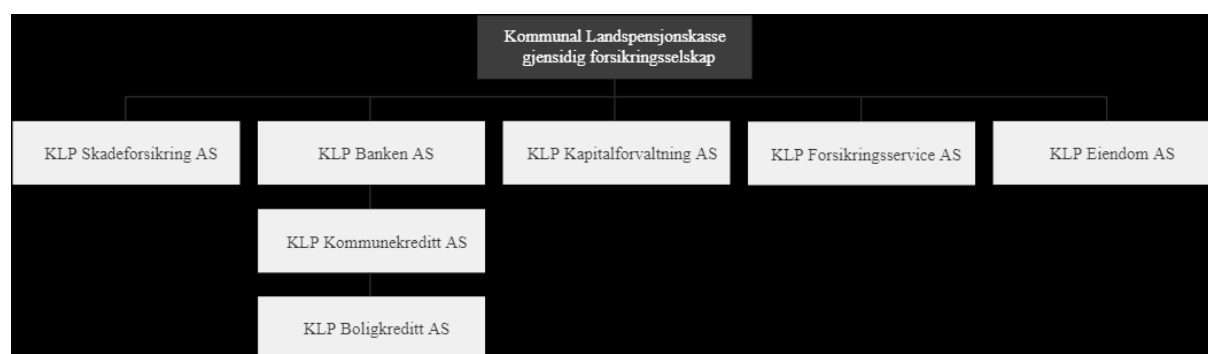 Kommunal Landspensjonskasse
gjensidig forsikringsselskap
KLP Skadeforsikring AS
KLP Banken AS
KLP Kapitalforvaltning AS
KLP Forsikringsservice AS
KLP Eiendom AS
KLP Kommunekreditt AS
KLP Boligkreditt AS